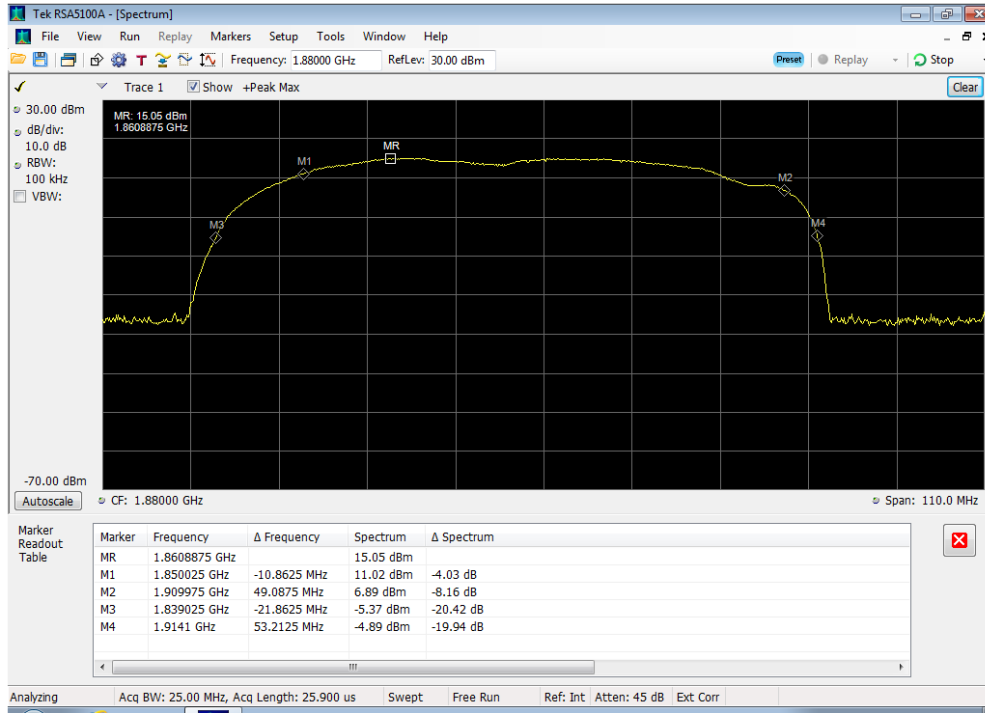 Tek RSA5100A - [Spectrum]
File View Run Replay Markers Setup Tools Window Help
T Frequency: 1.88000 GHz RefLev: 30.00 dBm Preset Replay Stop
Trace 1 Show +Peak Max Clear
30.00 dBm
dB/div:
10.0 dB
RBW:
100 kHz
VBW:
MR: 15.05 dBm
1.8608875 GHz
MR
M1
M2
M3
M4
-70.00 dBm
Autoscale CF: 1.88000 GHz Span: 110.0 MHz
Marker
Readout
Table
Marker Frequency Δ Frequency Spectrum Δ Spectrum
MR 1.8608875 GHz 15.05 dBm
M1 1.850025 GHz -10.8625 MHz 11.02 dBm -4.03 dB
M2 1.909975 GHz 49.0875 MHz 6.89 dBm -8.16 dB
M3 1.839025 GHz -21.8625 MHz -5.37 dBm -20.42 dB
M4 1.9141 GHz 53.2125 MHz -4.89 dBm -19.94 dB
Analyzing Acq BW: 25.00 MHz, Acq Length: 25.900 us Swept Free Run Ref: Int Atten: 45 dB Ext Corr